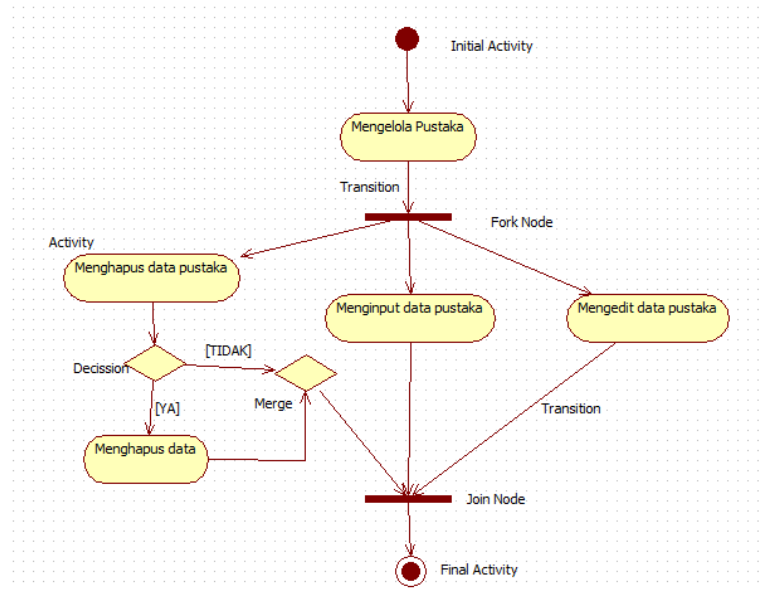 Initial Activity
Mengelola Pustaka
Transition
Fork Node
Activity
Menghapus data pustaka
Menginput data pustaka
Mengedit data pustaka
[TIDAK]
Decission
Merge
[YA]
Transition
Menghapus data
Join Node
Final Activity